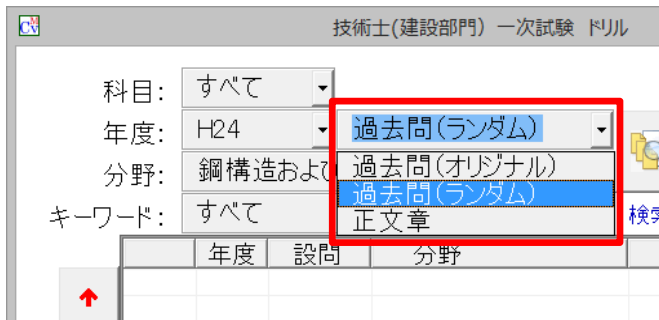 技術士(建設部門) 一次試験 ドリル
科目: すべて
年度: H24 過去問(ランダム)
過去問(オリジナル)
分野: 鋼構造および
過去問(ランダム)
キーワード: すべて 正文章 検索
年度 設問 分野